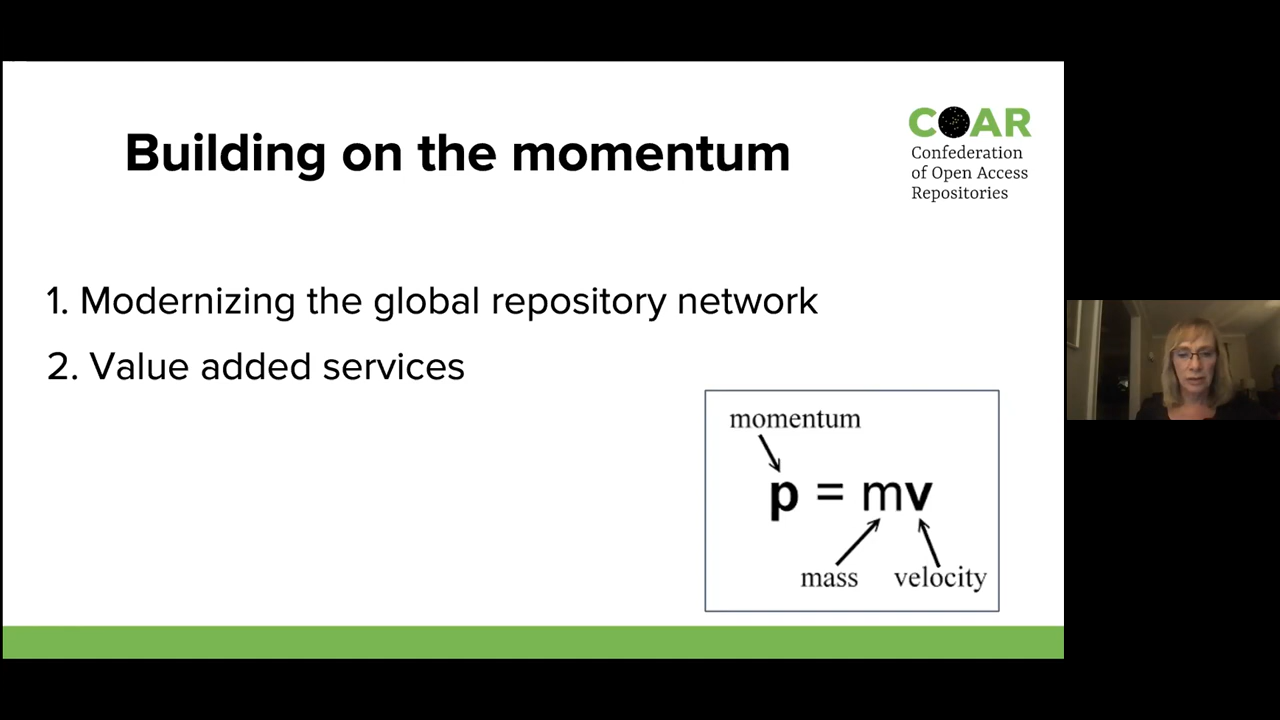 Building on the momentum
COAR
Confederation
of Open Access
Repositories
1. Modernizing the global repository network
2. Value added services
momentum
p = mv
mass velocity